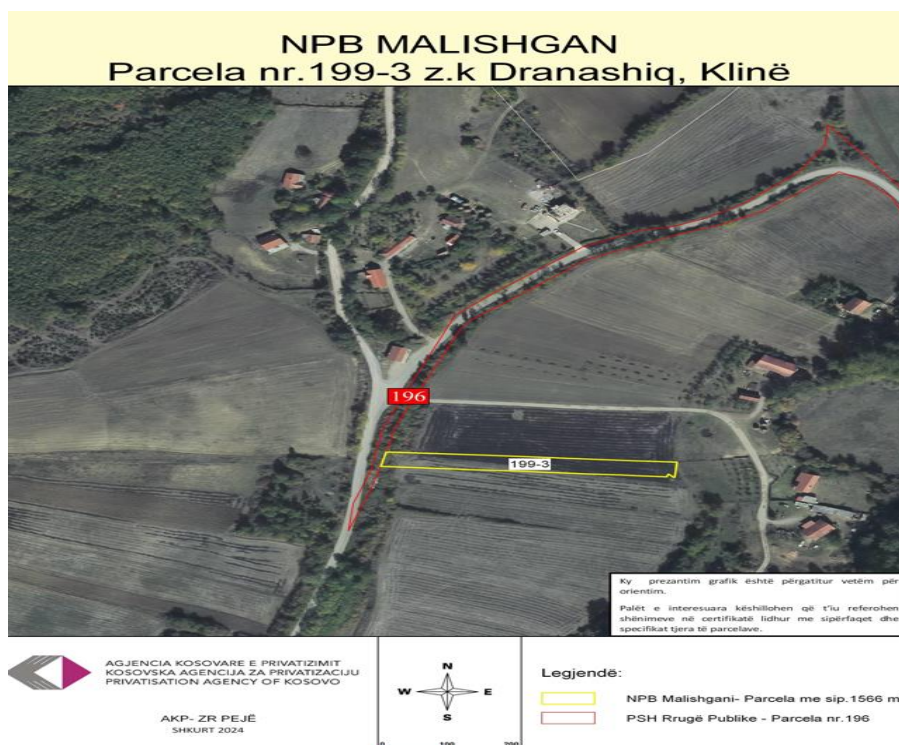 NPB MALISHGAN
Parcela nr.199-3 z.k Dranashiq, Klinë
196
199-3
Ky prezantim grafik është përgatitur vetëm për
orientim.
Palët e interesuara këshillohen që t'iu referohen
shënimeve në certifikatë lidhur me sipërfaqet dhe
specifikat tjera të parcelave.
AGJENCIA KOSOVARE E PRIVATIZIMIT
KOSOVSKA AGENCIJA ZA PRIVATIZACIJU
PRIVATISATION AGENCY OF KOSOVO
AKP- ZR PEJË
SHKURT 2024
N
W E
S
0 100 200
Legjendë:
NPB Malishgani- Parcela me sip.1566 m
PSH Rrugë Publike - Parcela nr.196